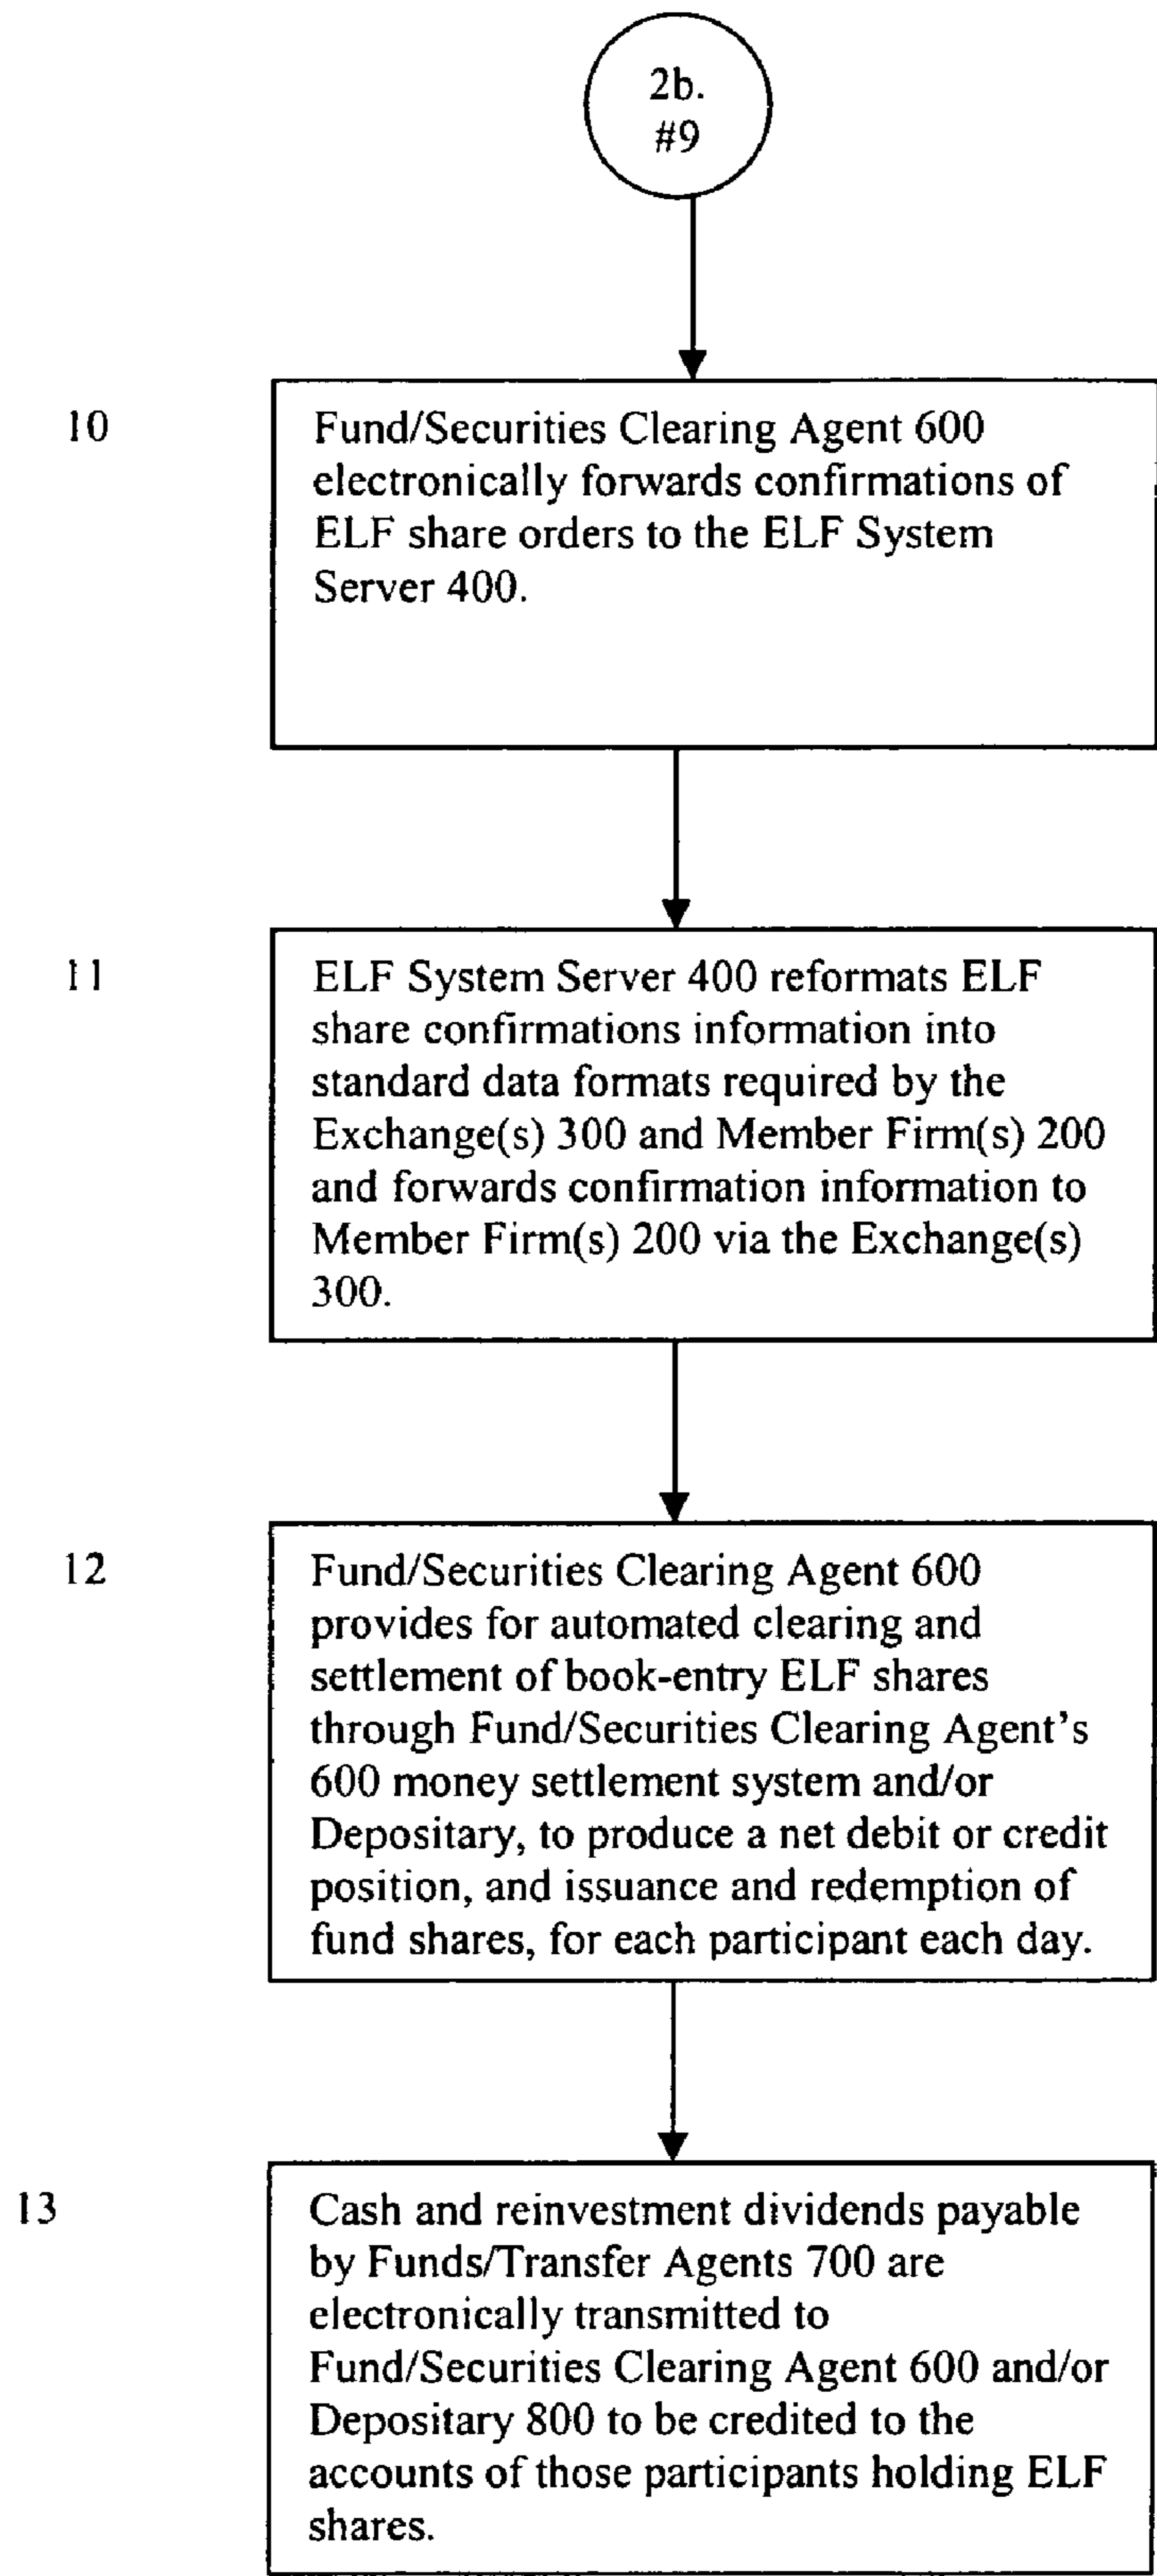 2b.
#9
10
Fund/Securities Clearing Agent 600
electronically forwards confirmations of
ELF share orders to the ELF System
Server 400.
11
ELF System Server 400 reformats ELF
share confirmations information into
standard data formats required by the
Exchange(s) 300 and Member Firm(s) 200
and forwards confirmation information to
Member Firm(s) 200 via the Exchange(s)
300.
12
Fund/Securities Clearing Agent 600
provides for automated clearing and
settlement of book-entry ELF shares
through Fund/Securities Clearing Agent’s
600 money settlement system and/or
Depositary, to produce a net debit or credit
position, and issuance and redemption of
fund shares, for each participant each day.
13
Cash and reinvestment dividends payable
by Funds/Transfer Agents 700 are
electronically transmitted to
Fund/Securities Clearing Agent 600 and/or
Depositary 800 to be credited to the
accounts of those participants holding ELF
shares.